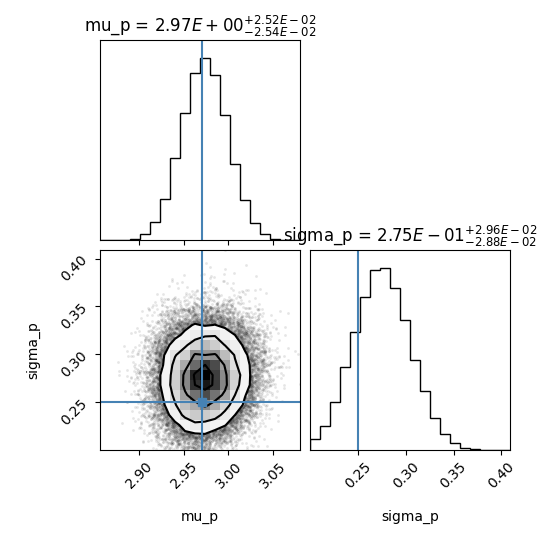 mu_p = 2.97E+00 +2.52E−02 −2.54E−02
sigma_p = 2.75E−01 +2.96E−02 −2.88E−02
0.40
0.35
0.30
0.25
sigma_p
2.90
2.95
3.00
3.05
mu_p
0.25
0.30
0.35
0.40
sigma_p